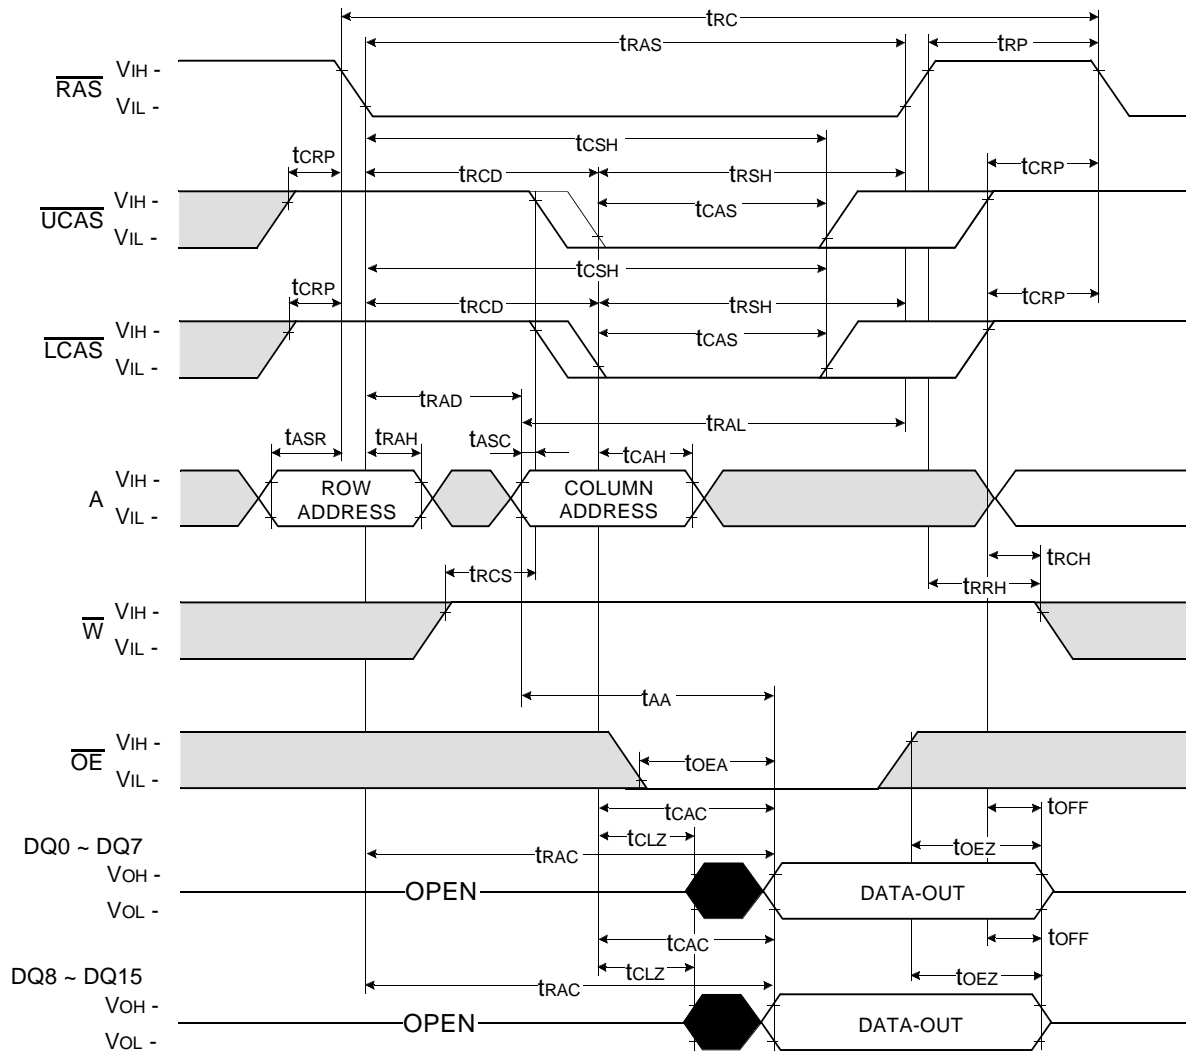 tRC
tRAS tRP
RAS VIH -
VIL -
tCSH
tCRP tRCD tRSH tCRP
UCAS VIH -
VIL -
tCAS
tCSH
tCRP tRCD tRSH tCRP
LCAS VIH -
VIL -
tCAS
tRAD
tRAL
tASR tRAH tASC tCAH
A VIH -
VIL -
ROW
ADDRESS
COLUMN
ADDRESS
tRCH
tRCS tRRH
W VIH -
VIL -
tAA
OE VIH -
VIL -
tOEA
tCAC tOFF
tCLZ tOEZ
DQ0 ~ DQ7
tRAC
VOH -
VOL -
OPEN DATA-OUT
tCAC tOFF
tCLZ tOEZ
DQ8 ~ DQ15
tRAC
VOH -
VOL -
OPEN DATA-OUT